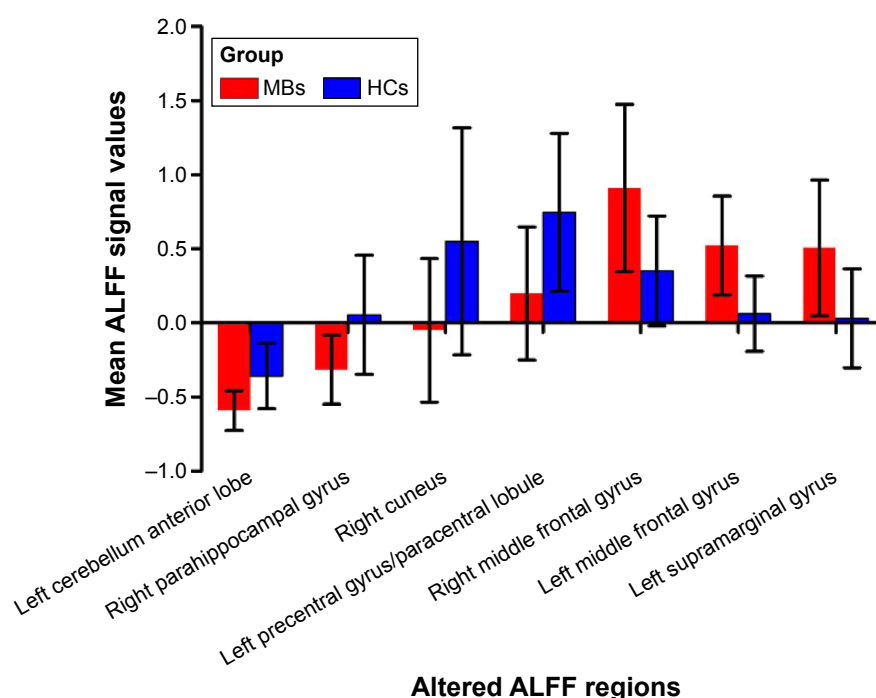 Group
MBs HCs
Mean ALFF signal values
2.0
1.5
1.0
0.5
0.0
–0.5
–1.0
Left cerebellum anterior lobe
Right parahippocampal gyrus
Right cuneus
Left precentral gyrus/paracentral lobule
Right middle frontal gyrus
Left middle frontal gyrus
Left supramarginal gyrus
Altered ALFF regions